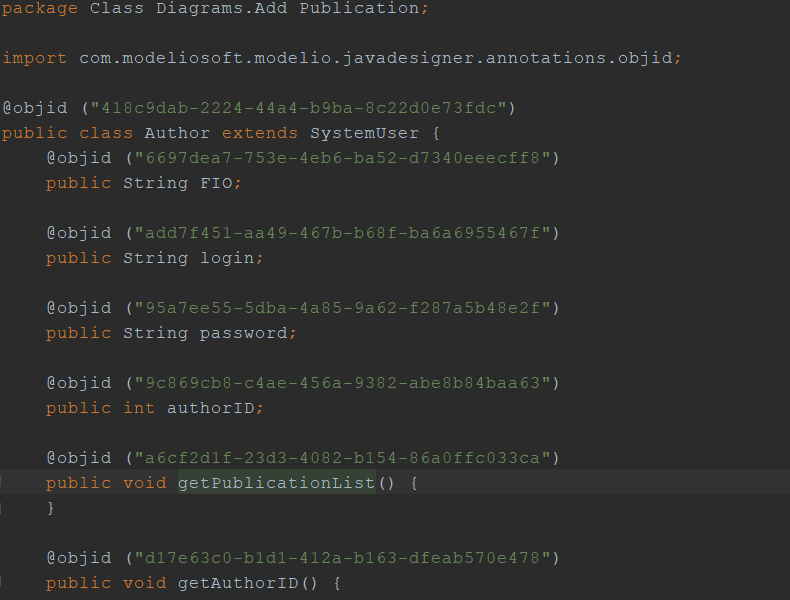 package Class Diagrams.Add Publication;
import com.modeliosoft.modelio.javadesigner.annotations.objid;
@objid ("418c9dab-2224-44a4-b9ba-8c22d0e73fdc")
public class Author extends SystemUser {
@objid ("6697dea7-753e-4eb6-ba52-d7340eeecff8")
public String FIO;
@objid ("add7f451-aa49-467b-b68f-ba6a6955467f")
public String login;
@objid ("95a7ee55-5dba-4a85-9a62-f287a5b48e2f")
public String password;
@objid ("9c869cb8-c4ae-456a-9382-abe8b84baa63")
public int authorID;
@objid ("a6cf2d1f-23d3-4082-b154-86a0ffc033ca")
public void getPublicationList() {
}
@objid ("d17e63c0-b1d1-412a-b163-dfeab570e478")
public void getAuthorID() {